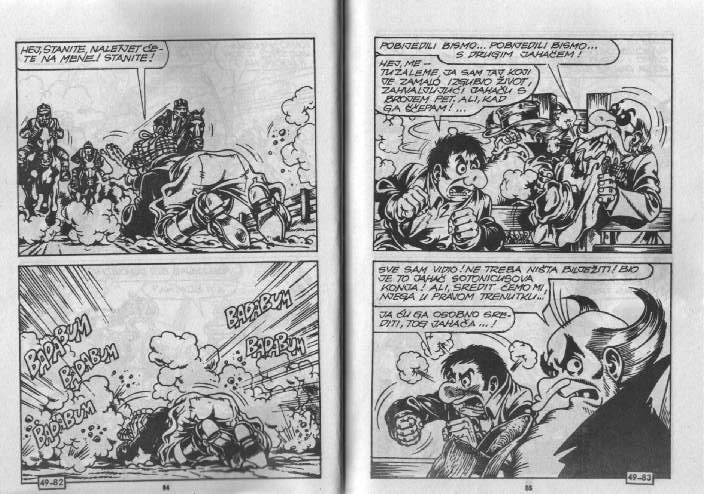 HEJ, STANITE, NALETJET ĆE-
TE NA MENE! STANITE!
BADABUM
BADABUM
BADABUM
BADABUM
BADABUM
BADABUM
49-82
84
POBIJEDILI BISMO... POBIJEDILI BISMO...
S DRUGIM JAHAČEM!
HEJ, ME-
TUZALEME JA SAM TAJ KOJI
JE ZAMALO IZGUBIO ŽIVOT,
ZAHVALJUJUĆI JAHAČU S
BROJEM PET. ALI, KAD
GA ŠČEPAM!...
SVE SAM VIDIO! NE TREBA NIŠTA BILJEŽITI! BIO
JE TO JAHAČ SOTONICUSOVA
KONJA! ALI, SREDIT ĆEMO MI
NJEGA U PRAVOM TRENUTKU...!
JA ĆU GA OSOBNO SRE-
DITI, TOG JAHAČA...!
85
49-83